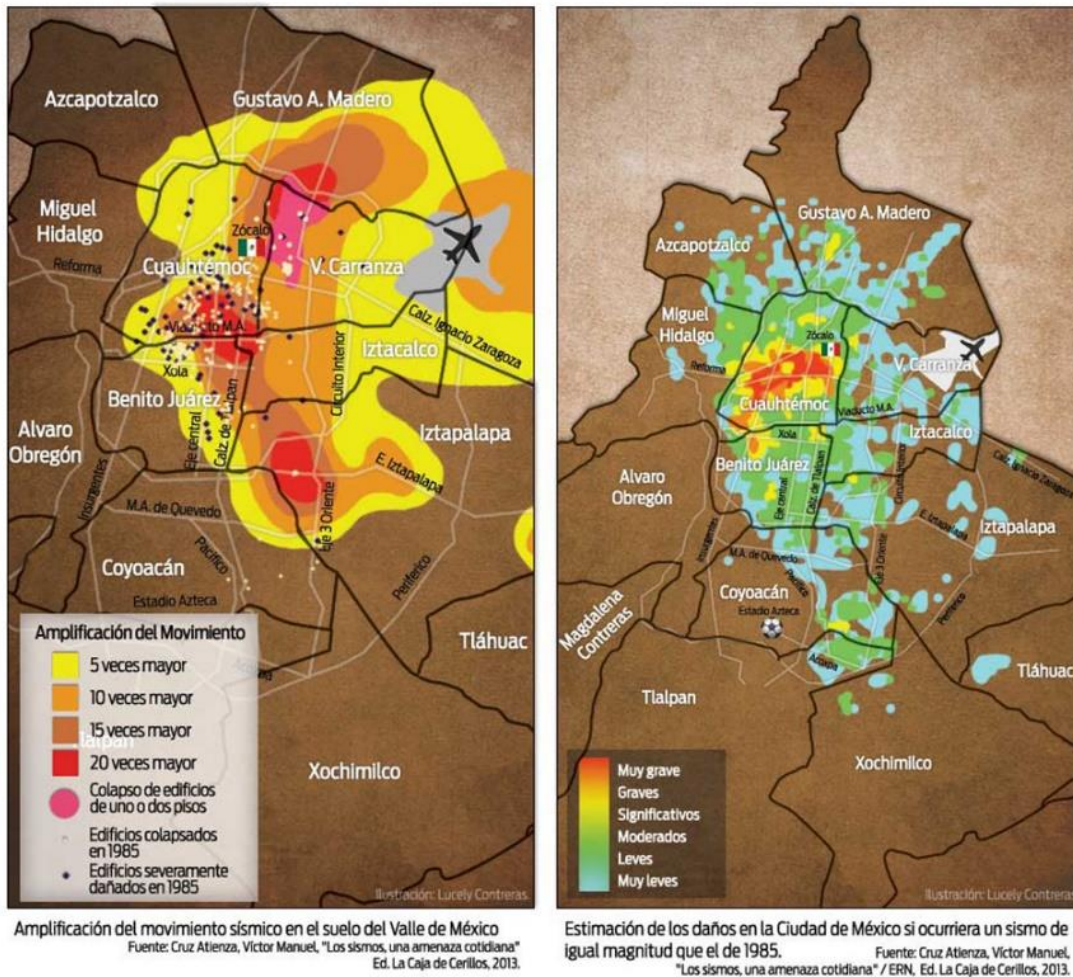 Azcapotzalco
Gustavo A. Madero
Miguel
Hidalgo
Zócalo
Reforma
Cuauhtémoc
V. Carranza
Viaducto M.A.
Calz. Ignacio Zaragoza
Iztacalco
Xola
Circuito Interior
Benito Juárez
Eje central
Calz. de Tlalpan
Alvaro
Obregón
Iztapalapa
Insurgentes
E. Iztapalapa
M.A. de Quevedo
Eje 3 Oriente
Pacífico
Periferico
Coyoacán
Estadio Azteca
Tláhuac
Xochimilco
Amplificación del Movimiento
5 veces mayor
10 veces mayor
15 veces mayor
20 veces mayor
Colapso de edificios
de uno o dos pisos
Edificios colapsados
en 1985
Edificios severamente
dañados en 1985
Ilustración: Lucely Contreras
Amplificación del movimiento sísmico en el suelo del Valle de México
Fuente: Cruz Atienza, Víctor Manuel, "Los sismos, una amenaza cotidiana"
Ed. La Caja de Cerillos, 2013.
Gustavo A. Madero
Azcapotzalco
Miguel
Hidalgo
Zócalo
Reforma
V. Carranza
Cuauhtémoc
Viaducto M.A.
Xola
Iztacalco
Benito Juárez
Eje central
Calz. de Tlalpan
Calz. Ignacio Zaragoza
Alvaro
Obregón
E. Iztapalapa
Iztapalapa
Insurgentes
M.A. de Quevedo
Eje 3 Oriente
Coyoacán
Estadio Azteca
Periferico
Magdalena
Contreras
Tláhuac
Tlalpan
Xochimilco
Muy grave
Graves
Significativos
Moderados
Leves
Muy leves
Ilustración: Lucely Contreras
Estimación de los daños en la Ciudad de México si ocurriera un sismo de
igual magnitud que el de 1985.
Fuente: Cruz Atienza, Víctor Manuel,
"Los sismos, una amenaza cotidiana" / ERN, Ed. La Caja de Cerillos, 2013.